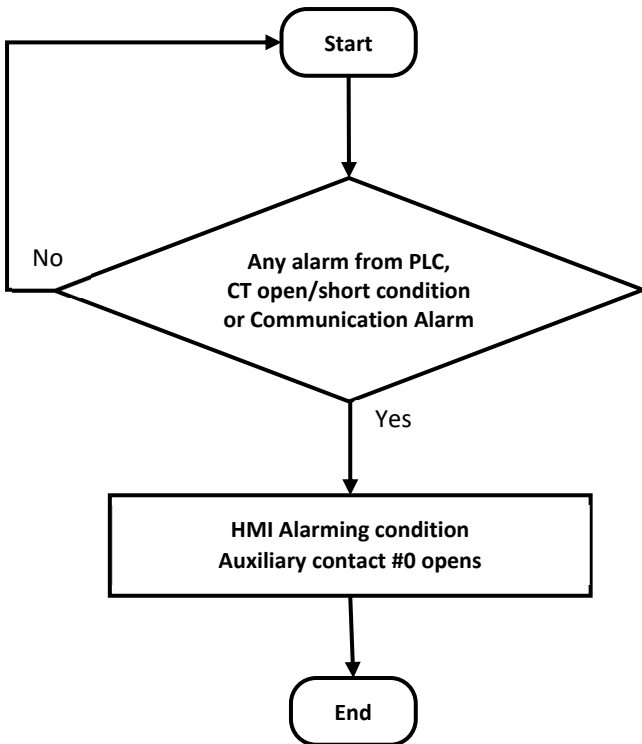 Start
No
Any alarm from PLC,
CT open/short condition
or Communication Alarm
Yes
HMI Alarming condition
Auxiliary contact #0 opens
End